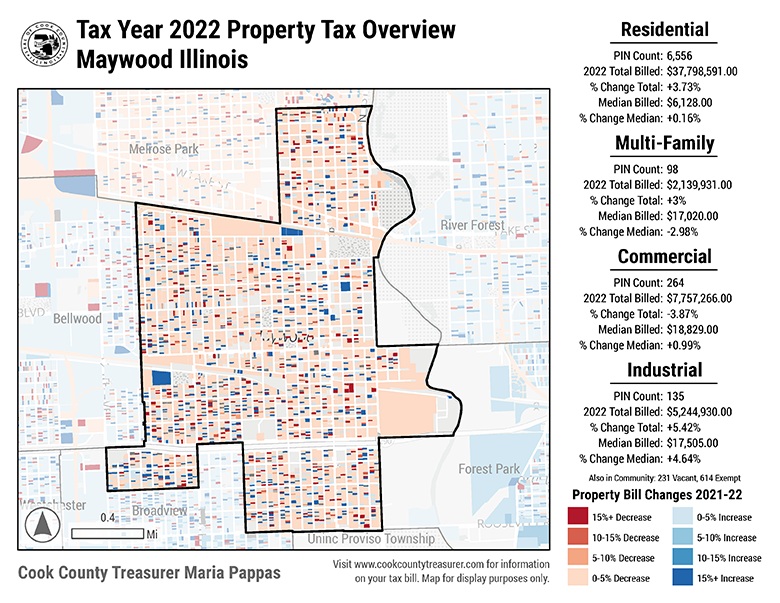 Tax Year 2022 Property Tax Overview
Maywood Illinois
Melrose Park
River Forest
BLVD
Bellwood
Forest Park
Broadview
Uninc Proviso Township
0.4
Mi
N
Cook County Treasurer Maria Pappas
Visit www.cookcountytreasurer.com for information
on your tax bill. Map for display purposes only.
Residential
PIN Count: 6,556
2022 Total Billed: $37,798,591.00
% Change Total: +3.73%
Median Billed: $6,128.00
% Change Median: +0.16%
Multi-Family
PIN Count: 98
2022 Total Billed: $2,139,931.00
% Change Total: +3%
Median Billed: $17,020.00
% Change Median: -2.98%
Commercial
PIN Count: 264
2022 Total Billed: $7,757,266.00
% Change Total: -3.87%
Median Billed: $18,829.00
% Change Median: +0.99%
Industrial
PIN Count: 135
2022 Total Billed: $5,244,930.00
% Change Total: +5.42%
Median Billed: $17,505.00
% Change Median: +4.64%
Also in Community: 231 Vacant, 614 Exempt
Property Bill Changes 2021-22
15%+ Decrease
0-5% Increase
10-15% Decrease
5-10% Increase
5-10% Decrease
10-15% Increase
0-5% Decrease
15%+ Increase